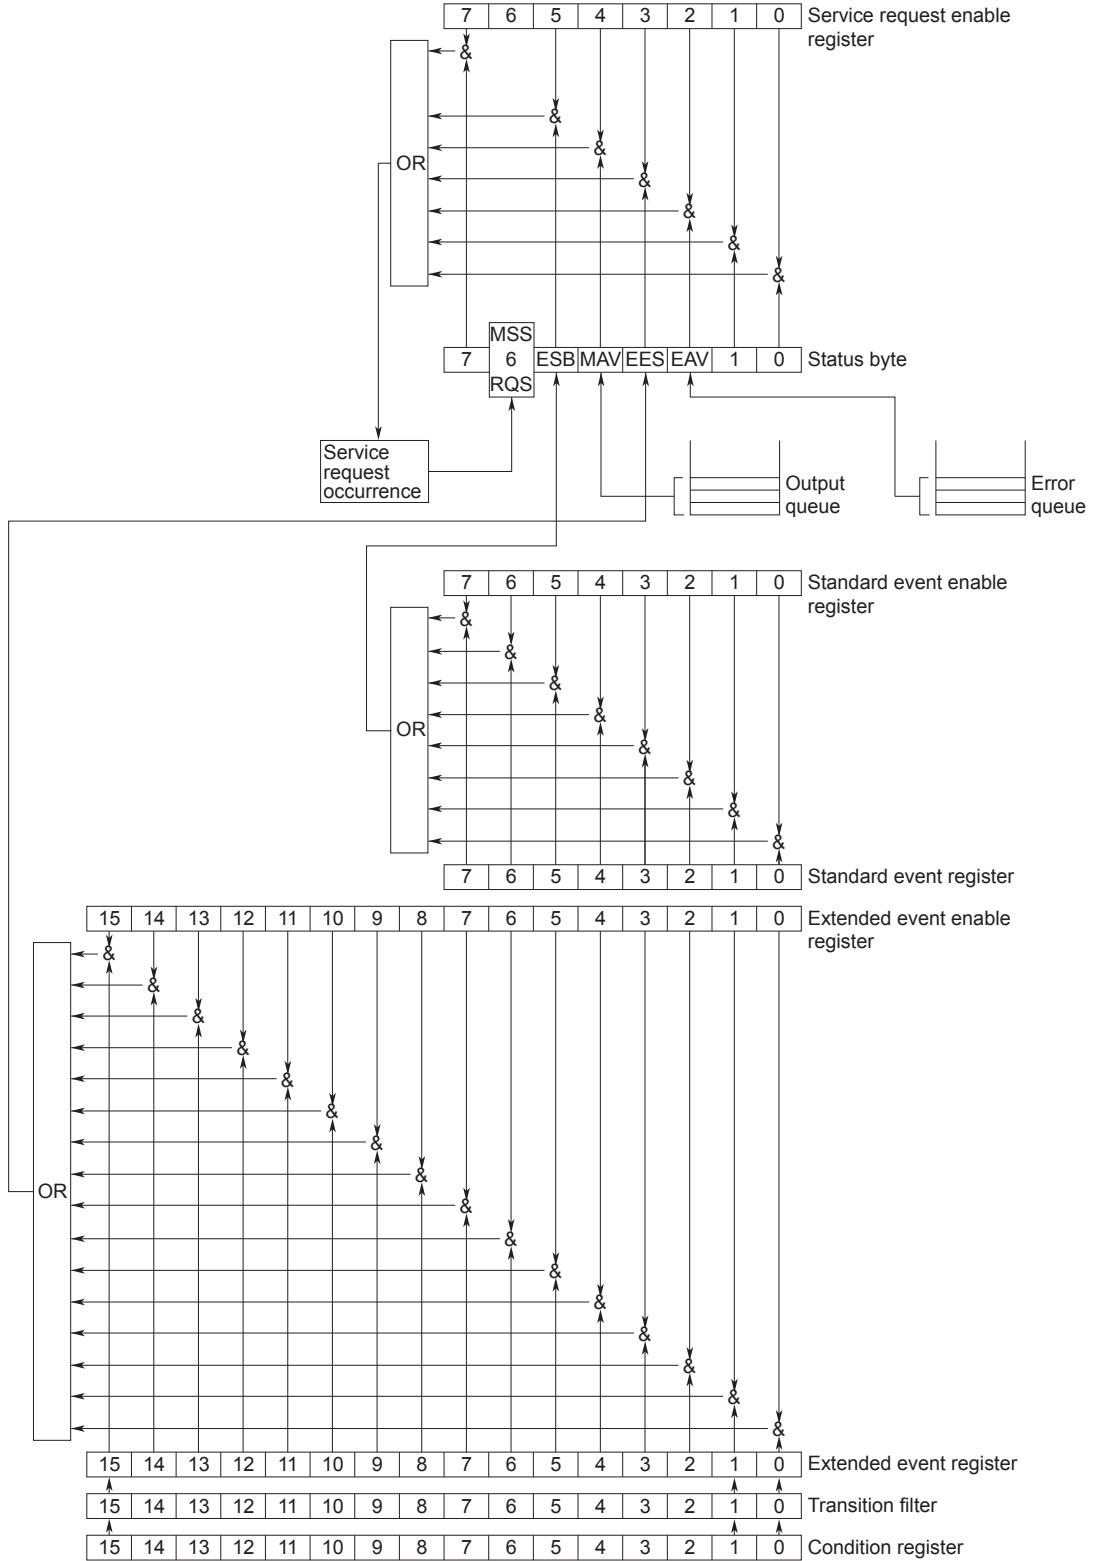 7 6 5 4 3 2 1 0 Service request enable
register
&
&
&
OR
&
&
&
&
MSS
7 6 ESB MAV EES EAV 1 0 Status byte
RQS
Service
request
occurrence
Output
queue
Error
queue
7 6 5 4 3 2 1 0 Standard event enable
register
&
&
&
&
OR
&
&
&
&
7 6 5 4 3 2 1 0 Standard event register
15 14 13 12 11 10 9 8 7 6 5 4 3 2 1 0 Extended event enable
register
&
&
&
&
&
&
&
&
OR
&
&
&
&
&
&
&
&
15 14 13 12 11 10 9 8 7 6 5 4 3 2 1 0 Extended event register
15 14 13 12 11 10 9 8 7 6 5 4 3 2 1 0 Transition filter
15 14 13 12 11 10 9 8 7 6 5 4 3 2 1 0 Condition register